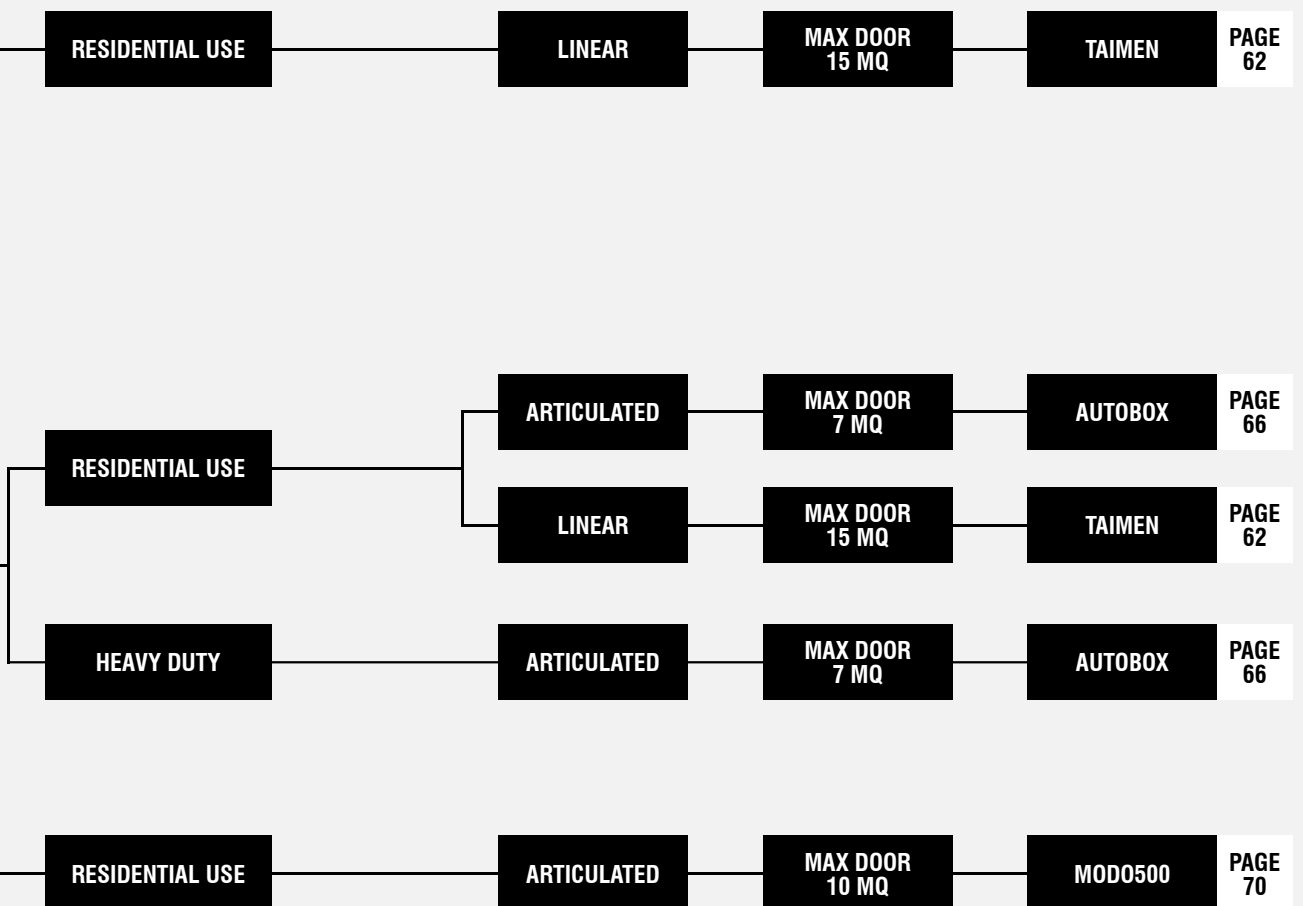 RESIDENTIAL USE
LINEAR
MAX DOOR
15 MQ
TAIMEN
PAGE
62
RESIDENTIAL USE
ARTICULATED
MAX DOOR
7 MQ
AUTOBOX
PAGE
66
LINEAR
MAX DOOR
15 MQ
TAIMEN
PAGE
62
HEAVY DUTY
ARTICULATED
MAX DOOR
7 MQ
AUTOBOX
PAGE
66
RESIDENTIAL USE
ARTICULATED
MAX DOOR
10 MQ
MODO500
PAGE
70